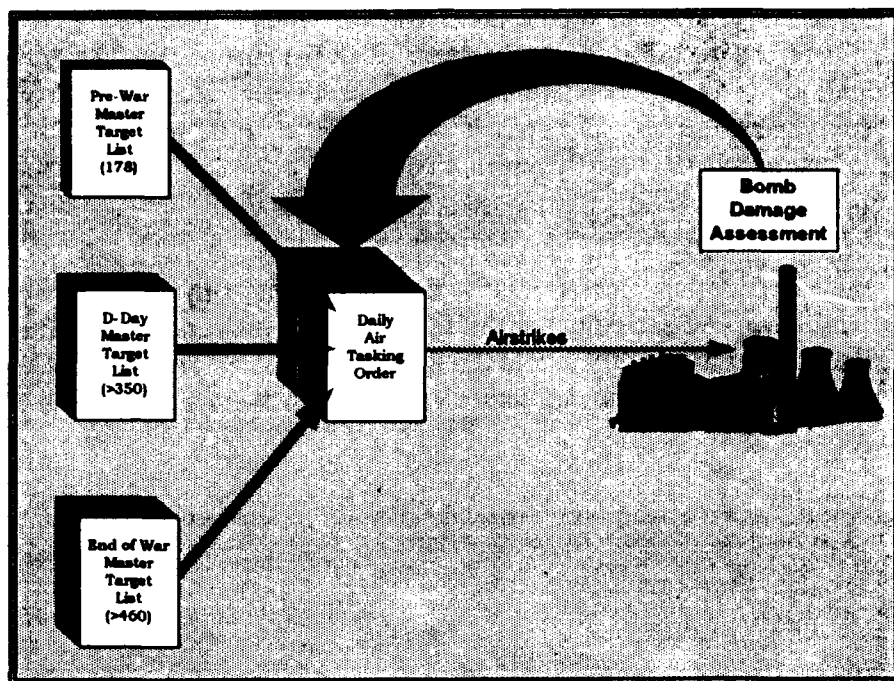 Pre-War
Master
Target
List
(178)
Bomb
Damage
Assessment
D-Day
Master
Target
List
(>350)
Daily
Air
Tasking
Order
Airstrikes
End of War
Master
Target
List
(>460)